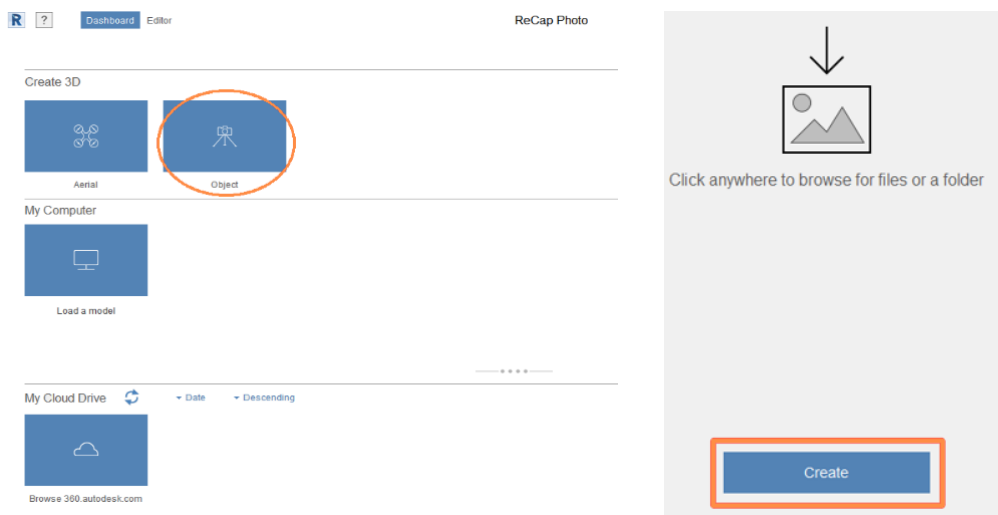 R ? Dashboard Editor ReCap Photo
Create 3D
Aerial Object
My Computer
Load a model
My Cloud Drive Date Descending
Browse 360.autodesk.com
Click anywhere to browse for files or a folder
Create